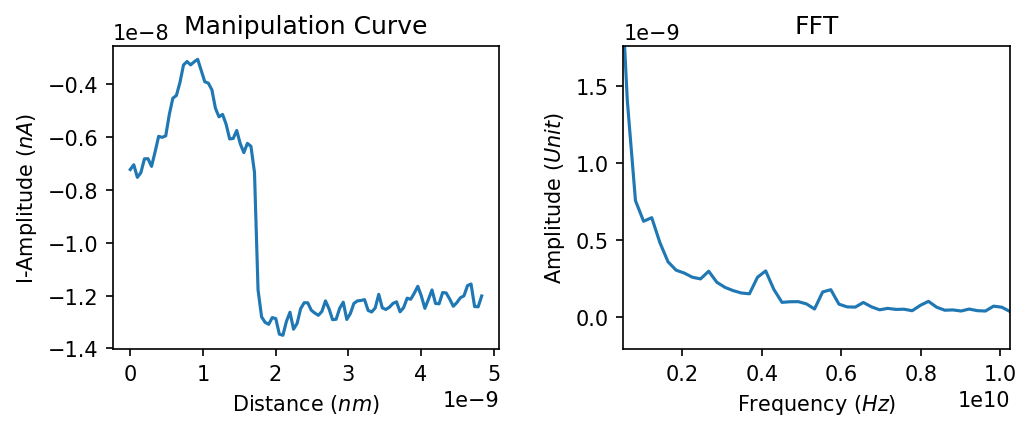 Manipulation Curve
1e−8
−0.4
−0.6
−0.8
−1.0
−1.2
−1.4
I-Amplitude (nA)
0 1 2 3 4 5
1e−9
Distance (nm)
FFT
1e−9
1.5
1.0
0.5
0.0
Amplitude (Unit)
0.2 0.4 0.6 0.8 1.0
1e10
Frequency (Hz)